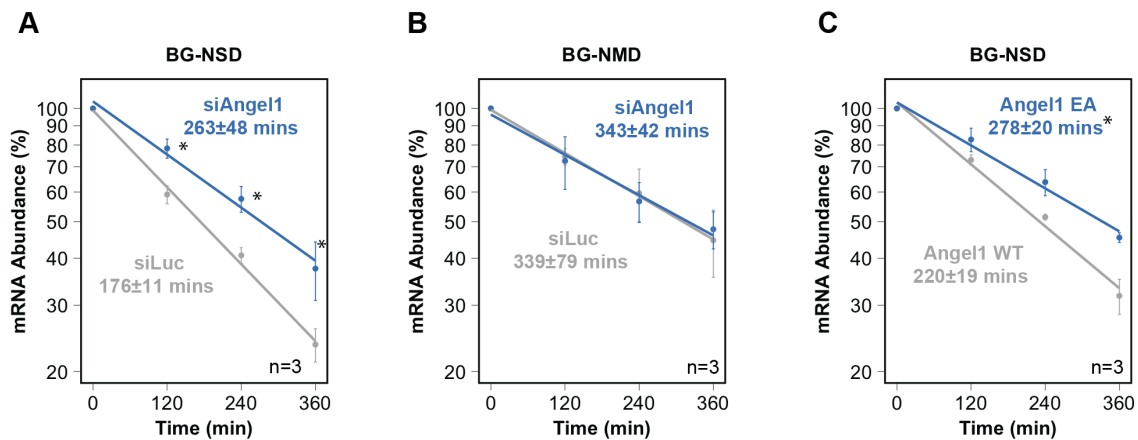 A
BG-NSD
mRNA Abundance (%)
100
90
80
70
60
50
40
30
20
siAngel1
263±48 mins
*
*
*
siLuc
176±11 mins
n=3
0 120 240 360
Time (min)
B
BG-NMD
mRNA Abundance (%)
100
90
80
70
60
50
40
30
20
siAngel1
343±42 mins
siLuc
339±79 mins
n=3
0 120 240 360
Time (min)
C
BG-NSD
mRNA Abundance (%)
100
90
80
70
60
50
40
30
20
Angel1 EA
278±20 mins*
Angel1 WT
220±19 mins
n=3
0 120 240 360
Time (min)